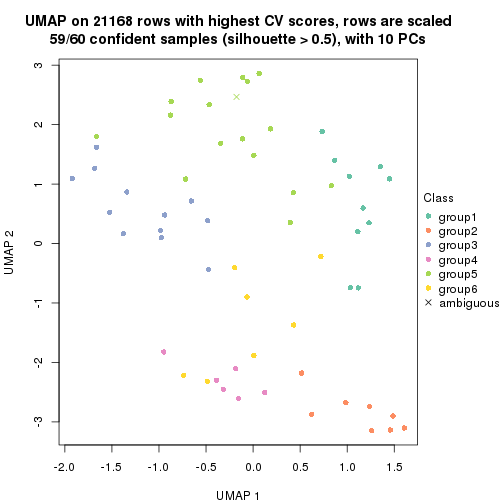 UMAP on 21168 rows with highest CV scores, rows are scaled
59/60 confident samples (silhouette > 0.5), with 10 PCs
3
2
1
0
-1
-2
-3
UMAP 2
-2.0 -1.5 -1.0 -0.5 0.0 0.5 1.0 1.5
UMAP 1
Class
group1
group2
group3
group4
group5
group6
ambiguous